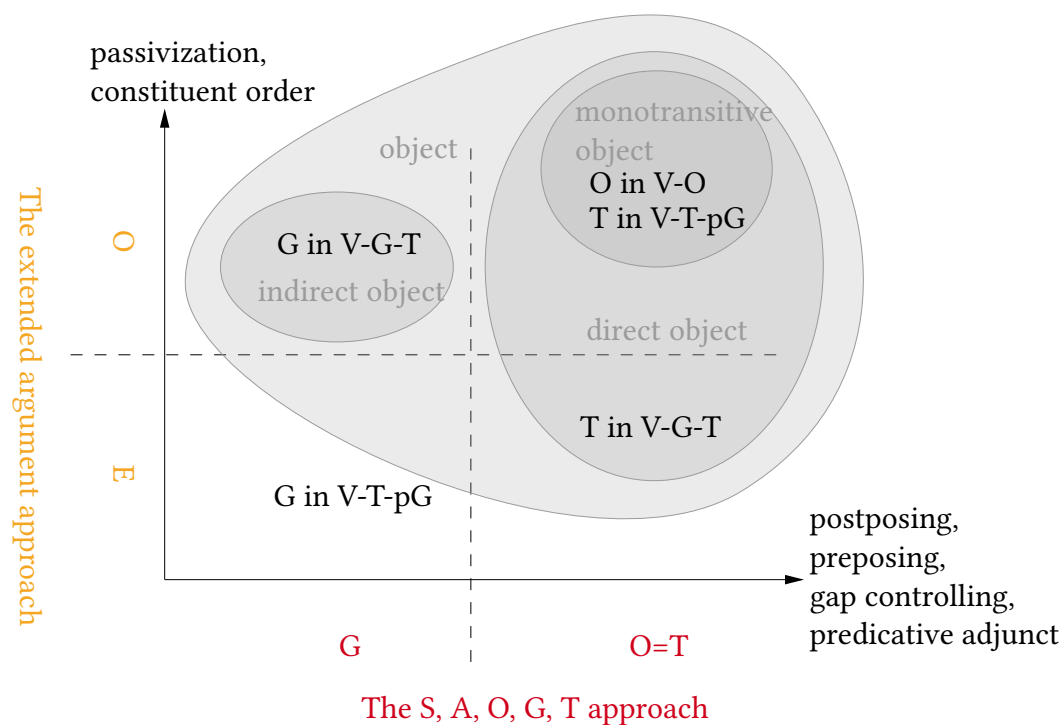 passivization,
constituent order
object
monotransitive
object
O in V-O
T in V-T-pG
G in V-G-T
indirect object
direct object
T in V-G-T
G in V-T-pG
The extended argument approach
O
E
postposing,
preposing,
gap controlling,
predicative adjunct
G
O=T
The S, A, O, G, T approach